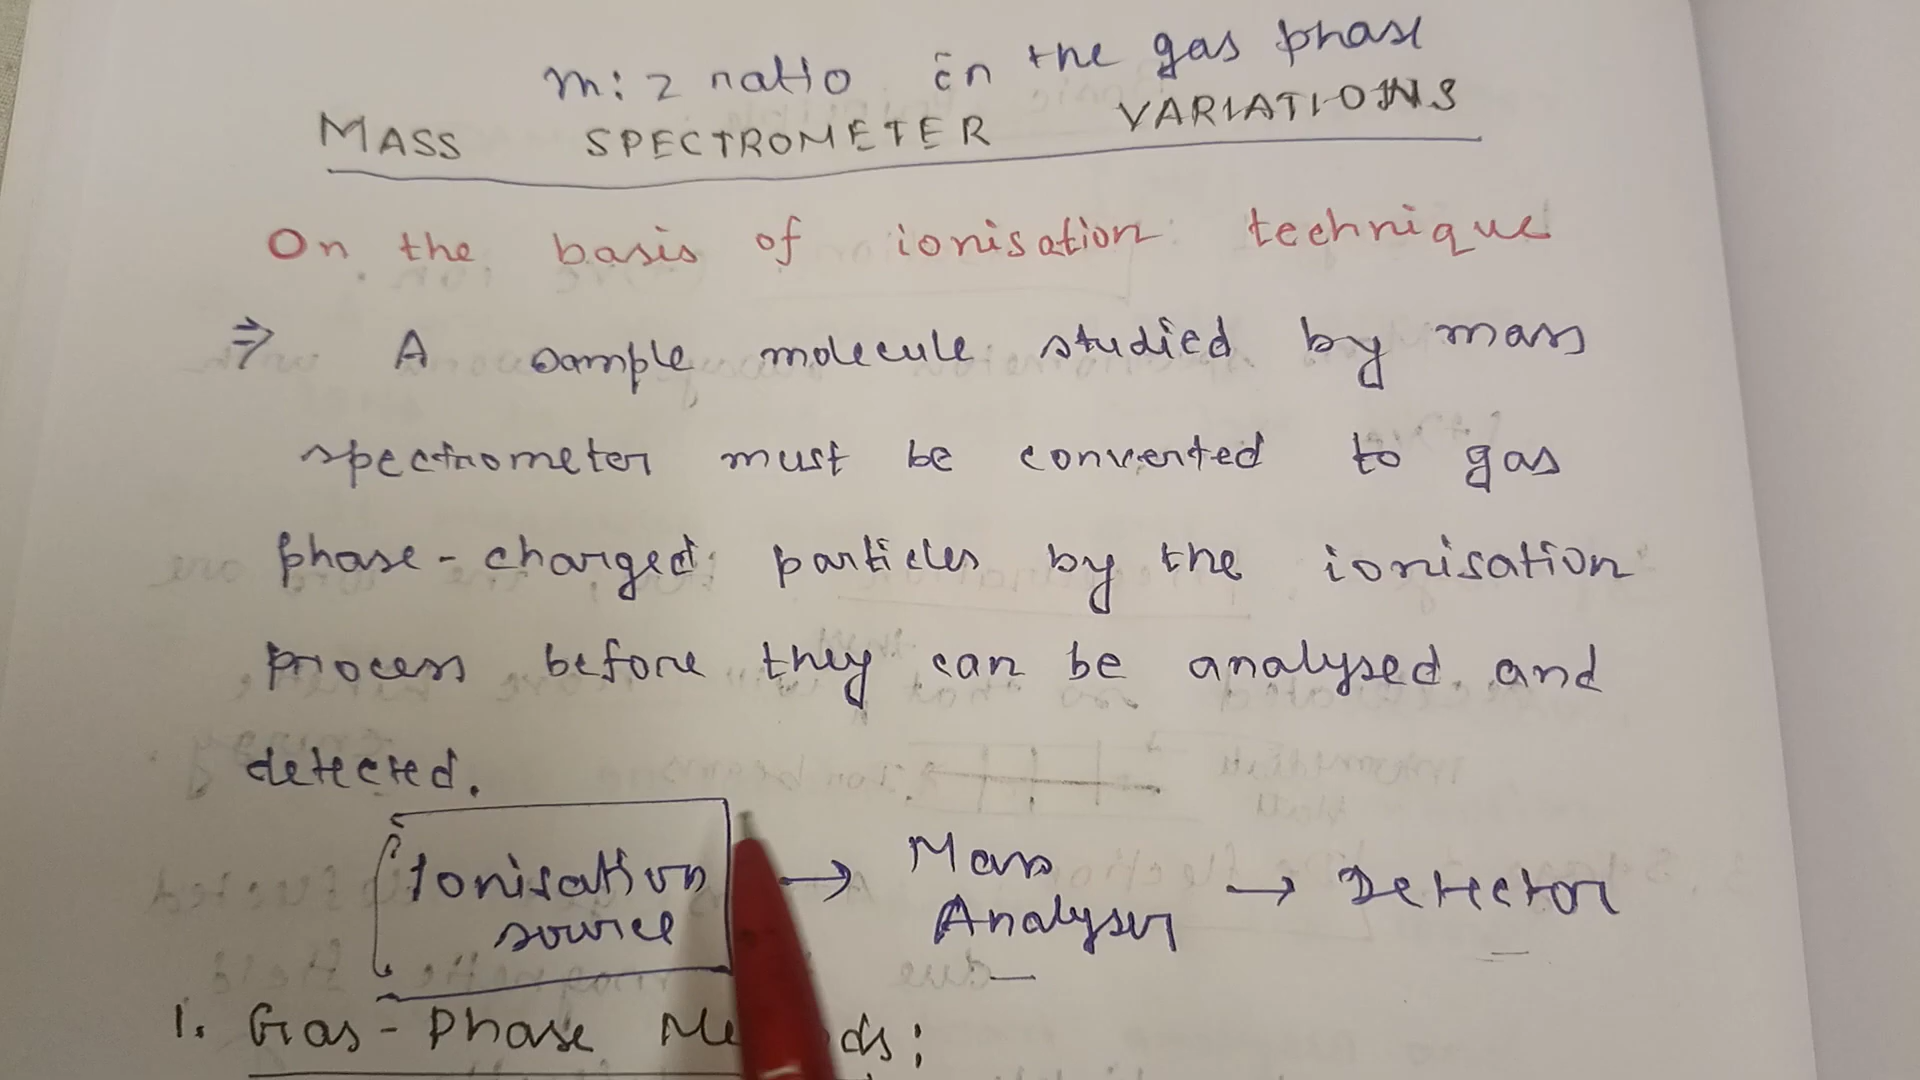 m:z ratio in the gas phase
MASS SPECTROMETER VARIATIONS
On the basis of ionisation technique
⇒ A sample molecule studied by mass
spectrometer must be converted to gas
phase-charged particles by the ionisation
process before they can be analysed and
detected.
Ionisation source → Mass Analyser → Detector
1. Gas-Phase Me ds: